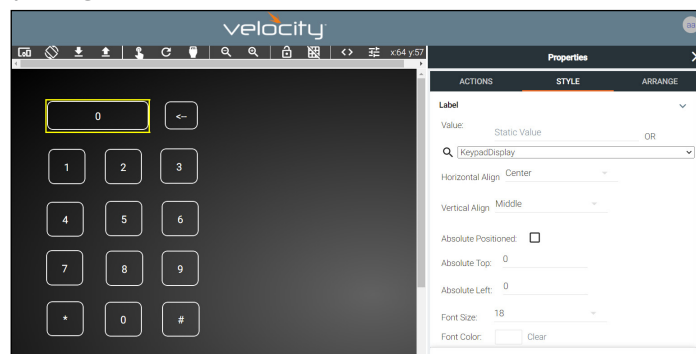 velocity
aa
x:64 y:57
Properties
ACTIONS STYLE ARRANGE
Label
Value: Static Value OR
KeypadDisplay
Horizontal Align Center
Vertical Align Middle
Absolute Positioned:
Absolute Top: 0
Absolute Left: 0
Font Size: 18
Font Color: Clear
0 <--
1 2 3
4 5 6
7 8 9
* 0 #